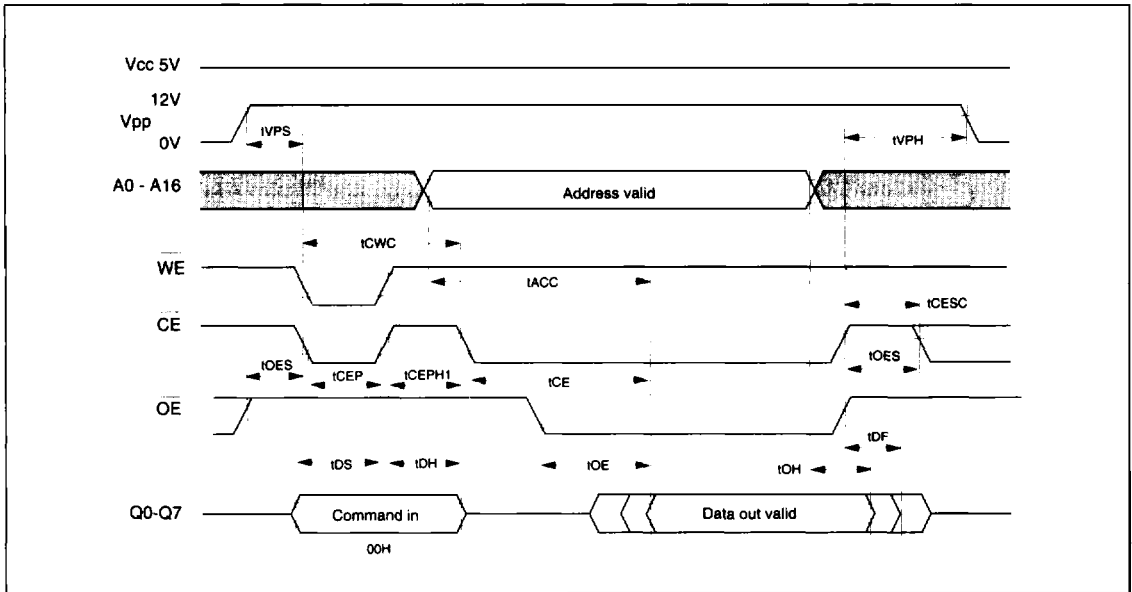 Vcc 5V
12V
Vpp
0V
tVPS
tVPH
A0 - A16
Address valid
tCWC
WE
tACC
tCESC
CE
tOES
tCEP
tCEPH1
tCE
tOES
OE
tDF
tDS
tDH
tOE
tOH
Q0-Q7
Command in
Data out valid
00H